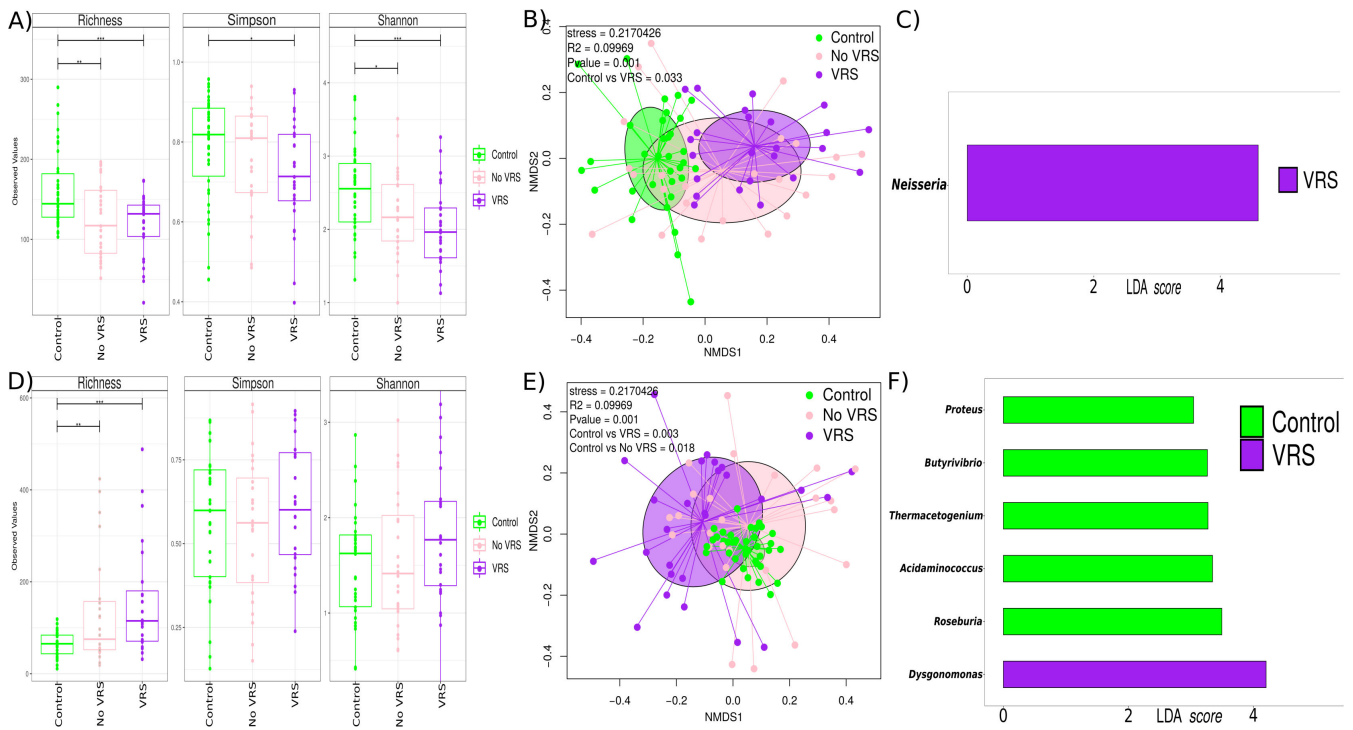 A)
Richness
Simpson
Shannon
***
**
*
***
*
Observed Values
300
200
100
1.0
0.8
0.6
0.4
4
3
2
1
Control
No VRS
VRS
Control
No VRS
VRS
Control
No VRS
VRS
Control
No VRS
VRS
B)
stress = 0.2170426
R2 = 0.09969
Pvalue = 0.001
Control vs VRS = 0.033
Control
No VRS
VRS
NMDS2
0.4
0.2
0.0
−0.2
−0.4
−0.4
−0.2
0.0
0.2
0.4
NMDS1
C)
Neisseria
VRS
0
2
4
LDA score
D)
Richness
Simpson
Shannon
***
**
Observed Values
600
400
200
100
0
0.75
0.50
0.25
3
2
1
Control
No VRS
VRS
Control
No VRS
VRS
Control
No VRS
VRS
Control
No VRS
VRS
E)
stress = 0.2170426
R2 = 0.09969
Pvalue = 0.001
Control vs VRS = 0.003
Control vs No VRS = 0.018
Control
No VRS
VRS
NMDS2
0.4
0.2
0.0
−0.2
−0.4
−0.4
−0.2
0.0
0.2
0.4
NMDS1
F)
Proteus
Butyrivibrio
Thermacetogenium
Acidaminococcus
Roseburia
Dysgonomonas
Control
VRS
0
2
4
LDA score